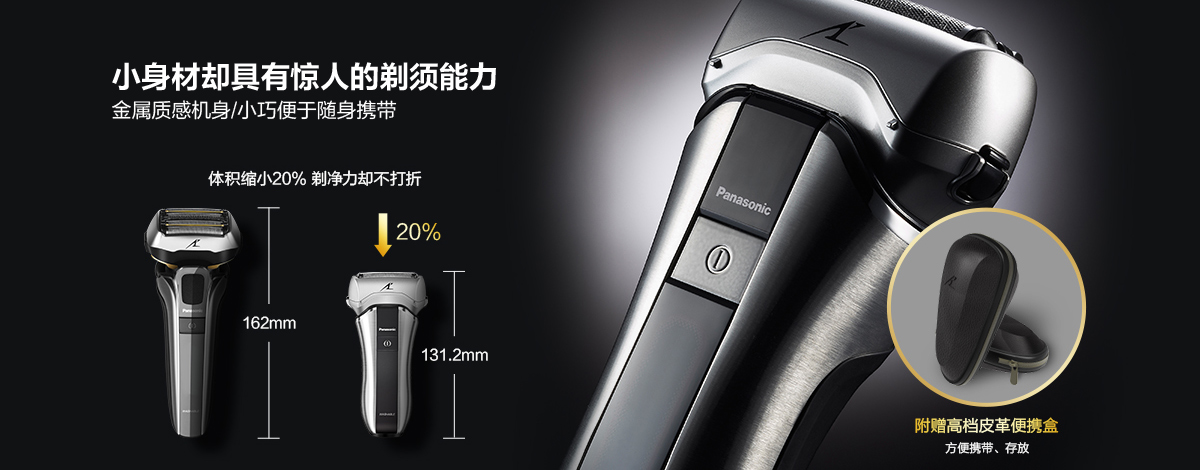 小身材却具有惊人的剃须能力
金属质感机身/小巧便于随身携带
体积缩小20% 剃净力却不打折
20%
162mm
131.2mm
Panasonic
Panasonic
Panasonic
附赠高档皮革便携盒
方便携带、存放